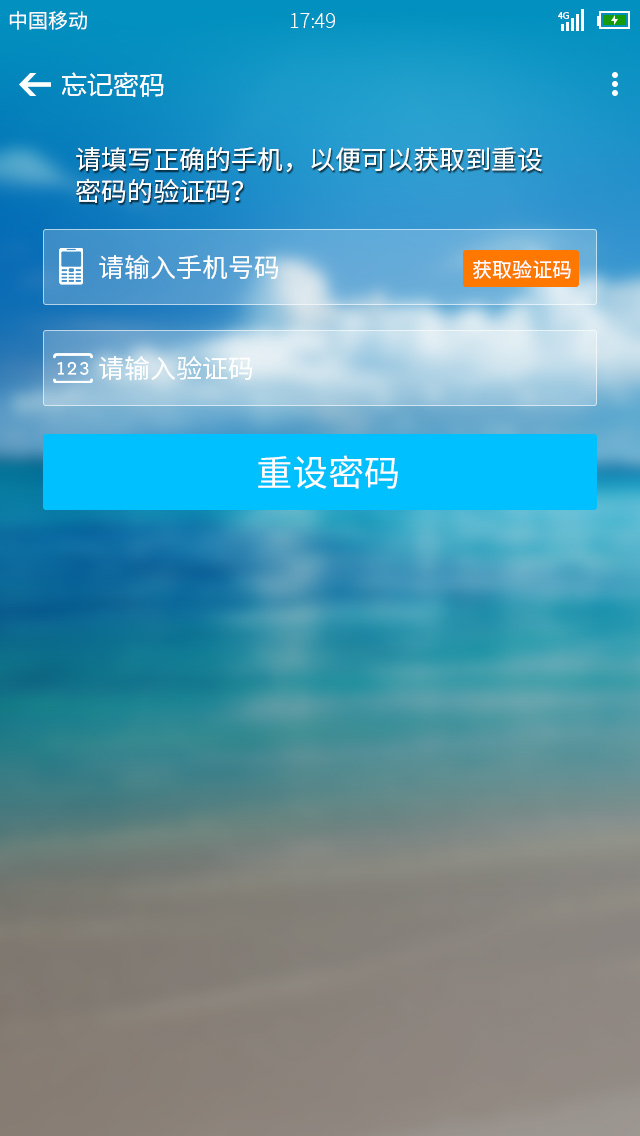 中国移动 17:49 4G
忘记密码
请填写正确的手机，以便可以获取到重设
密码的验证码？
请输入手机号码 获取验证码
123 请输入验证码
重设密码